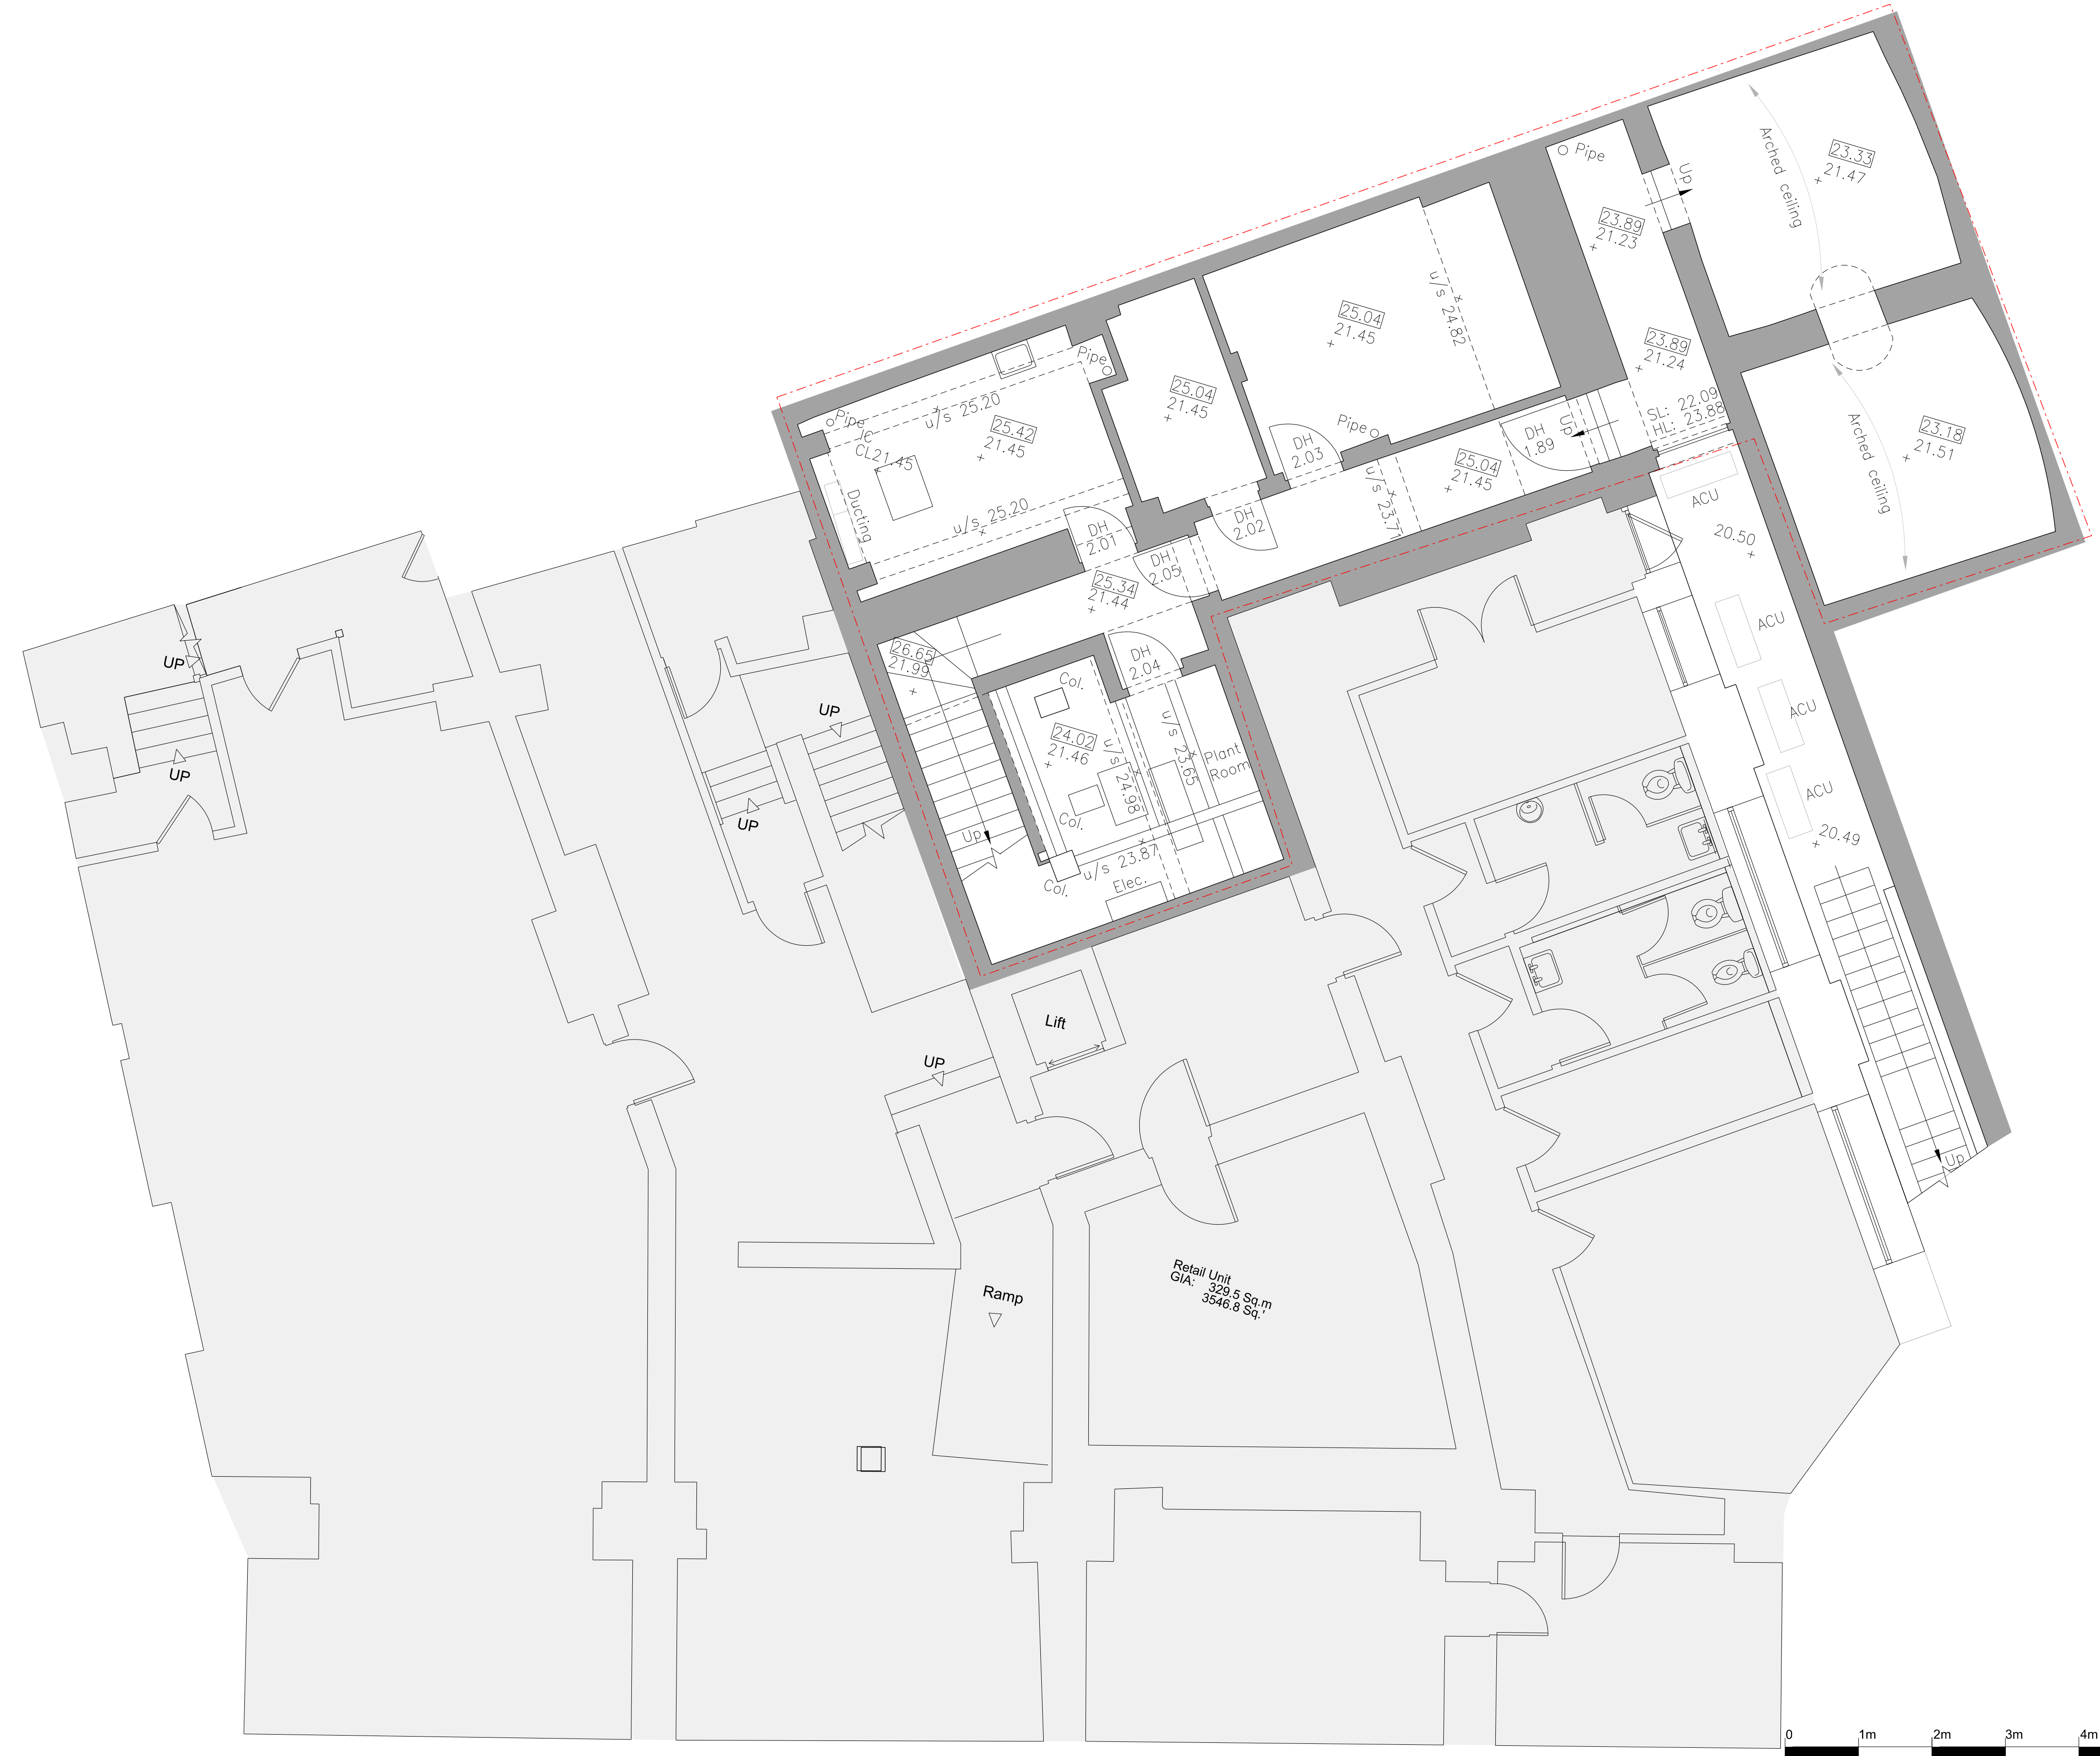 23.33
21.47
Arched ceiling
Up
Pipe
23.89
21.23
25.04
21.45
u/s 24.82
23.89
21.24
SL: 22.09
HL: 23.88
23.18
21.51
Arched ceiling
Pipe
Pipe
IC
CL21.45
u/s 25.20
25.42
21.45
25.04
21.45
Ducting
u/s 25.20
DH
2.01
DH
2.02
DH
2.03
Pipe
DH
1.89
Up
25.04
21.45
u/s 23.71
DH
2.05
25.34
21.44
ACU
20.50
ACU
ACU
ACU
20.49
Up
26.65
21.99
DH
2.04
Col.
24.02
21.46
u/s 24.98
u/s 23.65
Plant
Room
Col.
Up
u/s 23.87
Col.
Elec.
UP
UP
UP
UP
UP
Lift
Ramp
Retail Unit
GIA: 329.5 Sq.m
3546.8 Sq.'
0 1m 2m 3m 4m